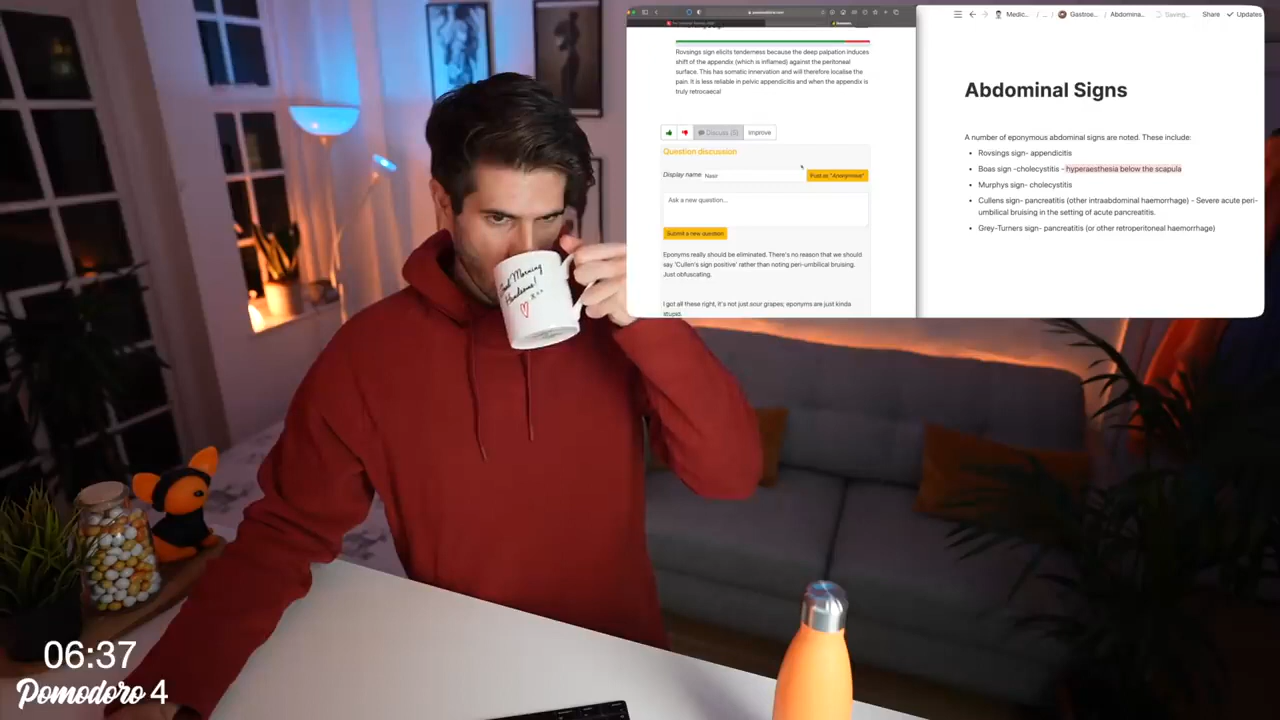 Medic...
/
...
/
Gastroe...
/
Abdomina...
Saving...
Share
Updates
Rovsings sign elicits tenderness because the deep palpation induces
shift of the appendix (which is inflamed) against the peritoneal
surface. This has somatic innervation and will therefore localise the
pain. It is less reliable in pelvic appendicitis and when the appendix is
truly retrocaecal
Discuss (5)
Improve
Question discussion
Display name
Nasir
Post as "Anonymous"
Ask a new question...
Submit a new question
Eponyms really should be eliminated. There's no reason that we should
say 'Cullen's sign positive' rather than noting peri-umbilical bruising.
Just obfuscating.
I got all these right, it's not just sour grapes; eponyms are just kinda
stupid.
Abdominal Signs
A number of eponymous abdominal signs are noted. These include:
• Rovsings sign- appendicitis
• Boas sign -cholecystitis - hyperaesthesia below the scapula
• Murphys sign- cholecystitis
• Cullens sign- pancreatitis (other intraabdominal haemorrhage) - Severe acute peri-
umbilical bruising in the setting of acute pancreatitis.
• Grey-Turners sign- pancreatitis (or other retroperitoneal haemorrhage)
Good Morning
Handsome!
06:37
Pomodoro 4